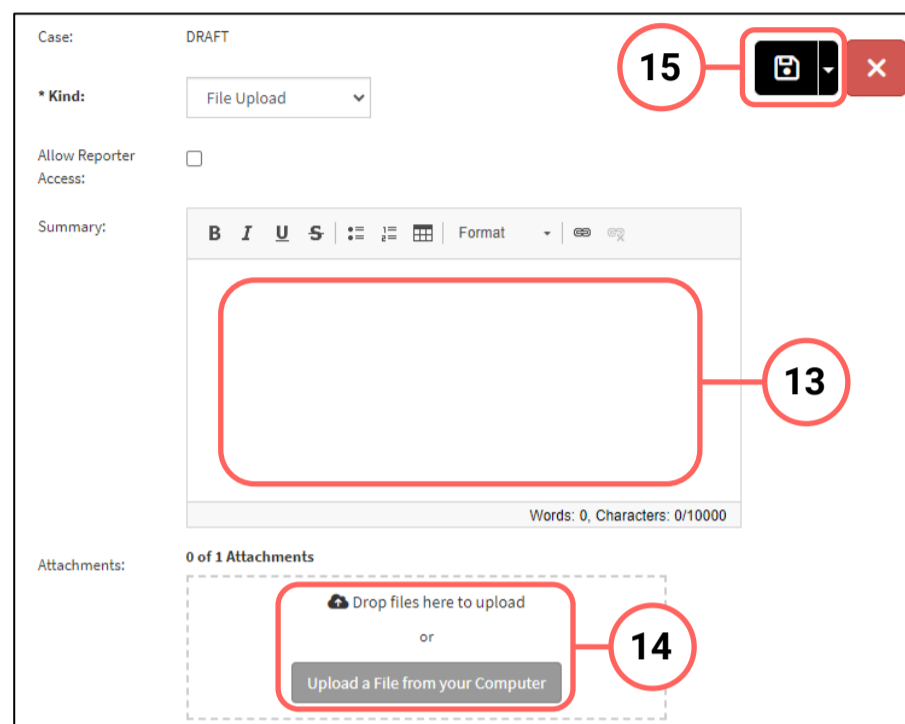 Case: DRAFT
15
* Kind: File Upload
Allow Reporter
Access:
Summary:
B I U S Format
13
Words: 0, Characters: 0/10000
Attachments: 0 of 1 Attachments
Drop files here to upload
or
14
Upload a File from your Computer